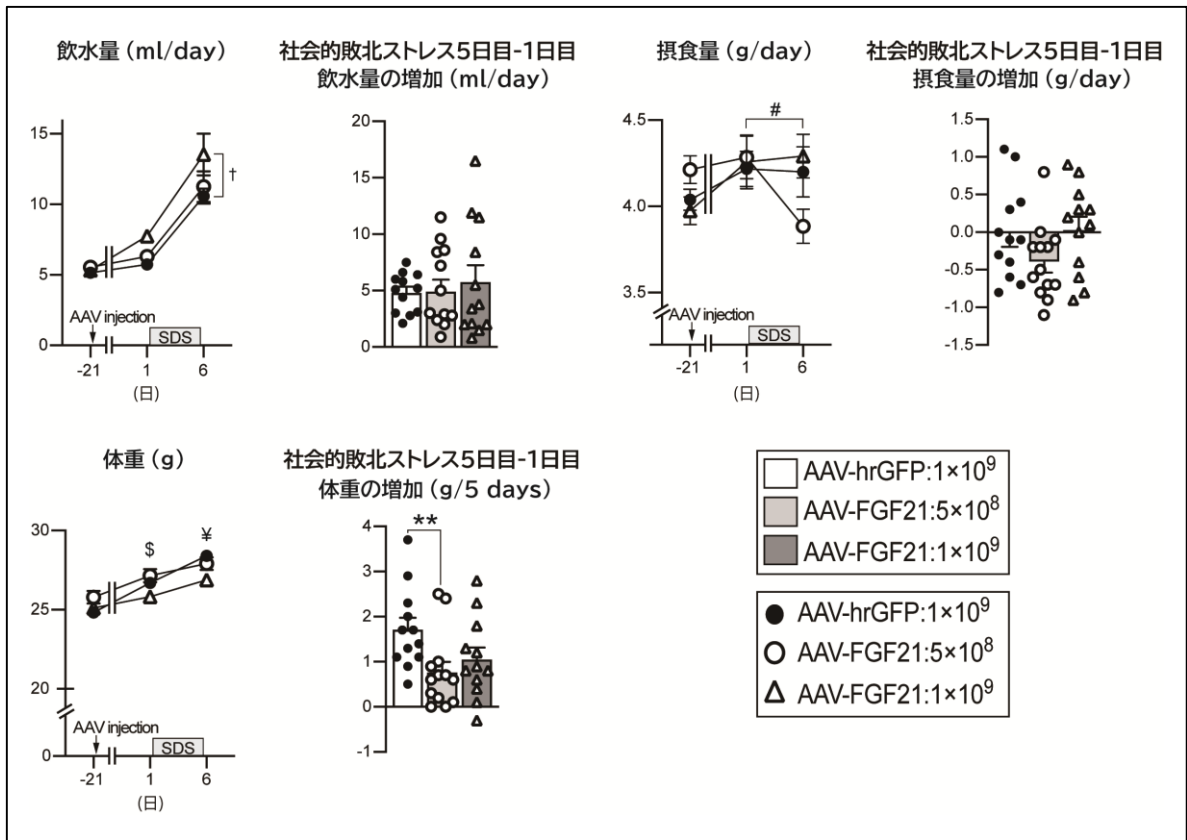 飲水量 (ml/day)
15
10
5
0
†
AAV injection
SDS
-21
1
6
(日)
社会的敗北ストレス5日目-1日目
飲水量の増加 (ml/day)
20
15
10
5
0
摂食量 (g/day)
4.5
4.0
3.5
0
#
AAV injection
SDS
-21
1
6
(日)
社会的敗北ストレス5日目-1日目
摂食量の増加 (g/day)
1.5
1.0
0.5
0.0
-0.5
-1.0
-1.5
体重 (g)
30
25
20
0
$
¥
AAV injection
SDS
-21
1
6
(日)
社会的敗北ストレス5日目-1日目
体重の増加 (g/5 days)
4
3
2
1
0
-1
**
AAV-hrGFP:1×10⁹
AAV-FGF21:5×10⁸
AAV-FGF21:1×10⁹
AAV-hrGFP:1×10⁹
AAV-FGF21:5×10⁸
AAV-FGF21:1×10⁹